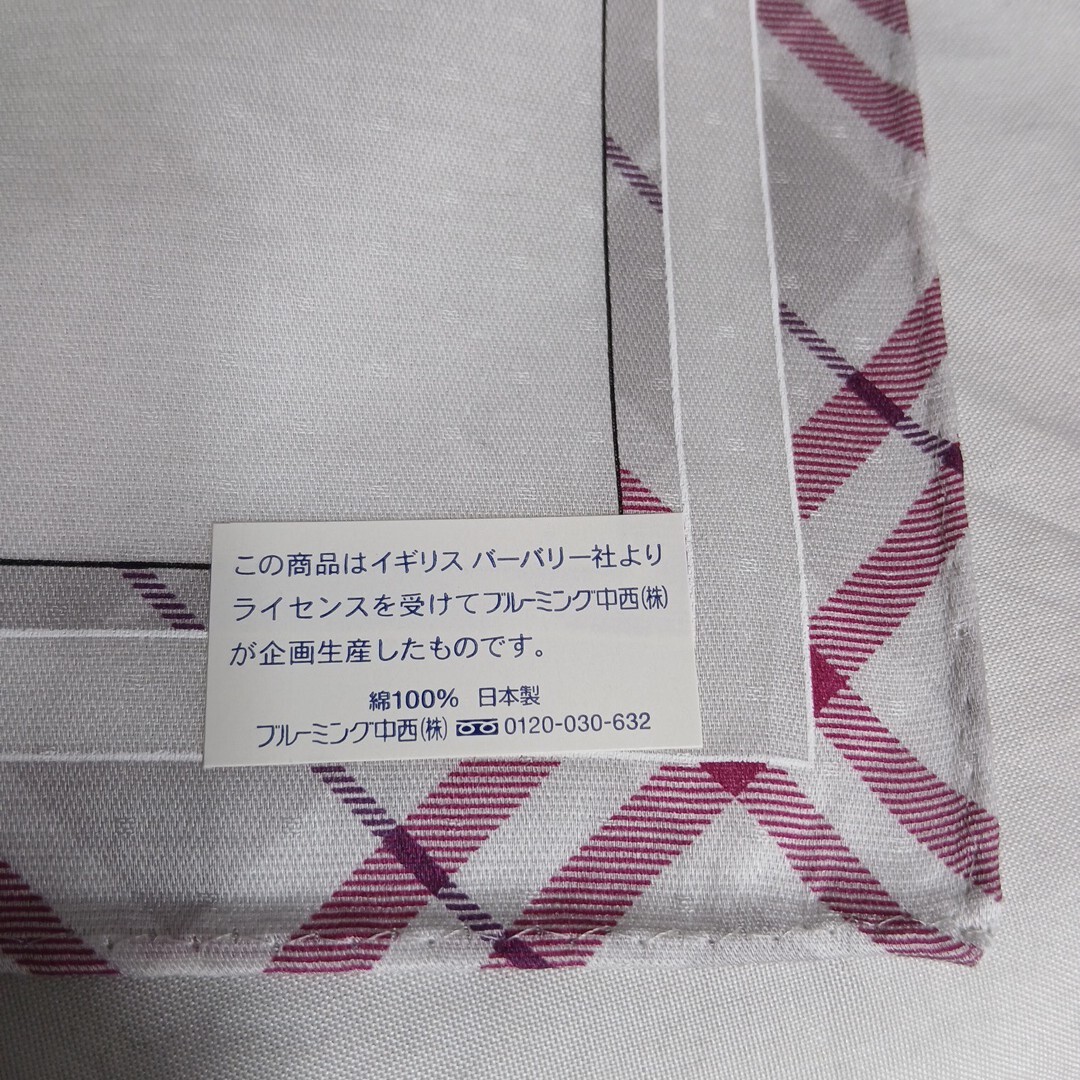 この商品はイギリス バーバリー社より
ライセンスを受けてブルーミング中西(株)
が企画生産したものです。
綿100% 日本製
ブルーミング中西(株) 0120-030-632